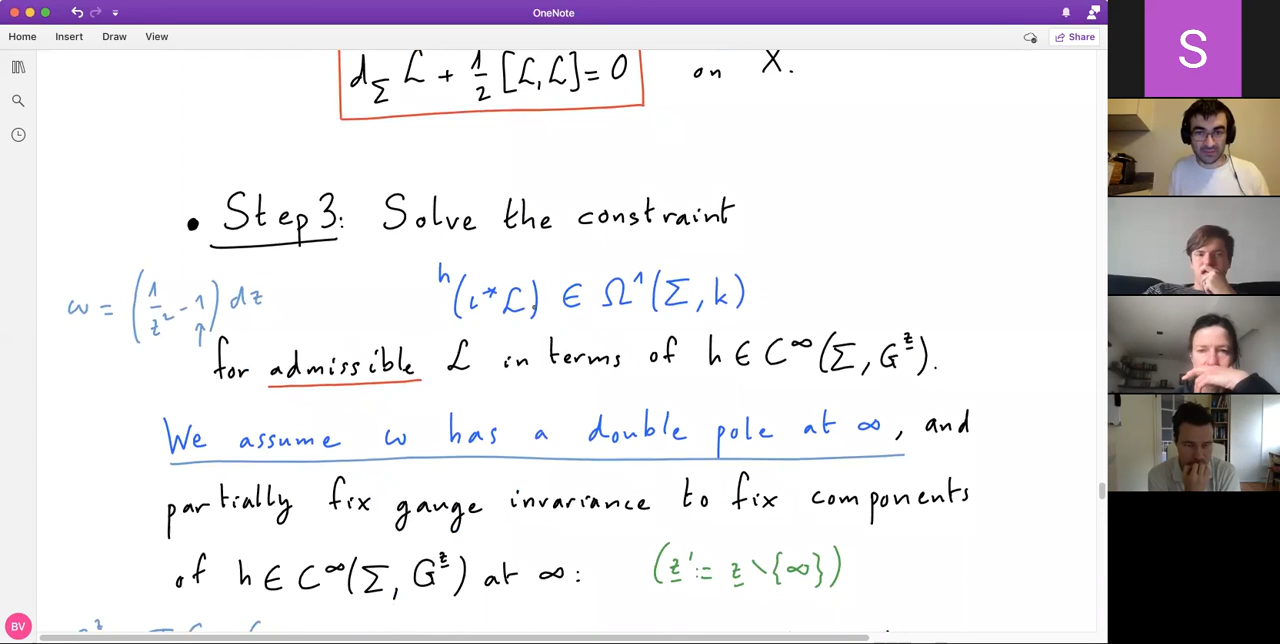 OneNote
Home Insert Draw View Share
d_Σ ℒ + 1/2 [ℒ, ℒ] = 0 on X.
• Step 3: Solve the constraint
ω = (1/z² - 1) dz
ʰ(ι*ℒ) ∈ Ω¹(Σ, k)
for admissible ℒ in terms of h ∈ C^∞(Σ, G^z).
We assume ω has a double pole at ∞, and
partially fix gauge invariance to fix components
of h ∈ C^∞(Σ, G^z) at ∞: (z' := z \ {∞})
BV
S